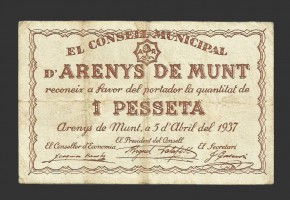 EL CONSELL MUNICIPAL
D'ARENYS DE MUNT
reconeix a favor del portador la quantitat de
1 PESSETA
Arenys de Munt, a 5 d'Abril del 1937
El President del Consell
El Conseller d'Economia
El Secretari